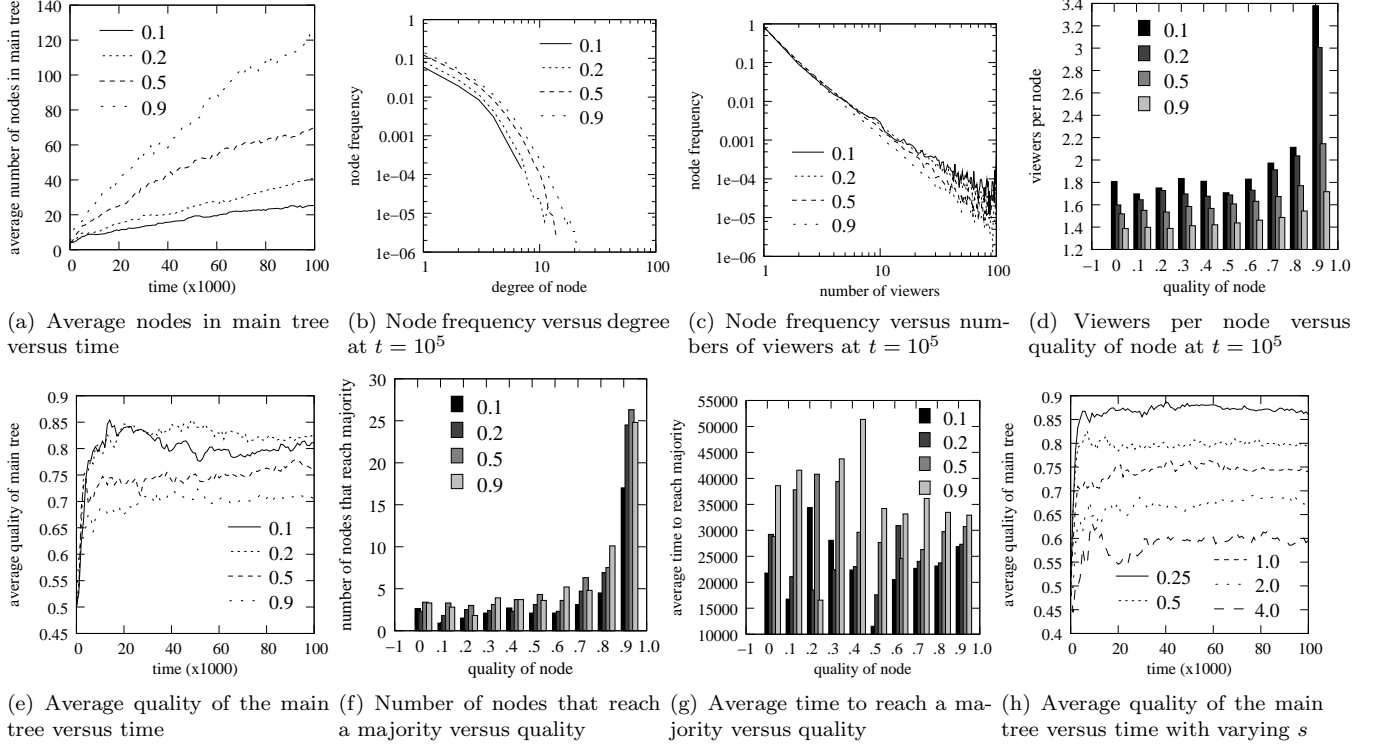 average number of nodes in main tree
140
120
100
80
60
40
20
0
0 20 40 60 80 100
time (x1000)
0.1
0.2
0.5
0.9
(a) Average nodes in main tree
versus time
node frequency
1
0.1
0.01
0.001
1e−04
1e−05
1e−06
1 10 100
degree of node
0.1
0.2
0.5
0.9
(b) Node frequency versus degree
at t = 10⁵
node frequency
1
0.1
0.01
0.001
1e−04
1e−05
1e−06
1 10 100
number of viewers
0.1
0.2
0.5
0.9
(c) Node frequency versus num-
bers of viewers at t = 10⁵
viewers per node
3.4
3.2
3
2.8
2.6
2.4
2.2
2
1.8
1.6
1.4
1.2
−1 0 .1 .2 .3 .4 .5 .6 .7 .8 .9 1.0
quality of node
0.1
0.2
0.5
0.9
(d) Viewers per node versus
quality of node at t = 10⁵
average quality of main tree
0.9
0.85
0.8
0.75
0.7
0.65
0.6
0.55
0.5
0.45
0 20 40 60 80 100
time (x1000)
0.1
0.2
0.5
0.9
(e) Average quality of the main
tree versus time
number of nodes that reach majority
30
25
20
15
10
5
0
−1 0 .1 .2 .3 .4 .5 .6 .7 .8 .9 1.0
quality of node
0.1
0.2
0.5
0.9
(f) Number of nodes that reach
a majority versus quality
average time to reach majority
55000
50000
45000
40000
35000
30000
25000
20000
15000
10000
−1 0 .1 .2 .3 .4 .5 .6 .7 .8 .9 1.0
quality of node
0.1
0.2
0.5
0.9
(g) Average time to reach a ma-
jority versus quality
average quality of main tree
0.9
0.85
0.8
0.75
0.7
0.65
0.6
0.55
0.5
0.45
0.4
0 20 40 60 80 100
time (x1000)
0.25
0.5
1.0
2.0
4.0
(h) Average quality of the main
tree versus time with varying s